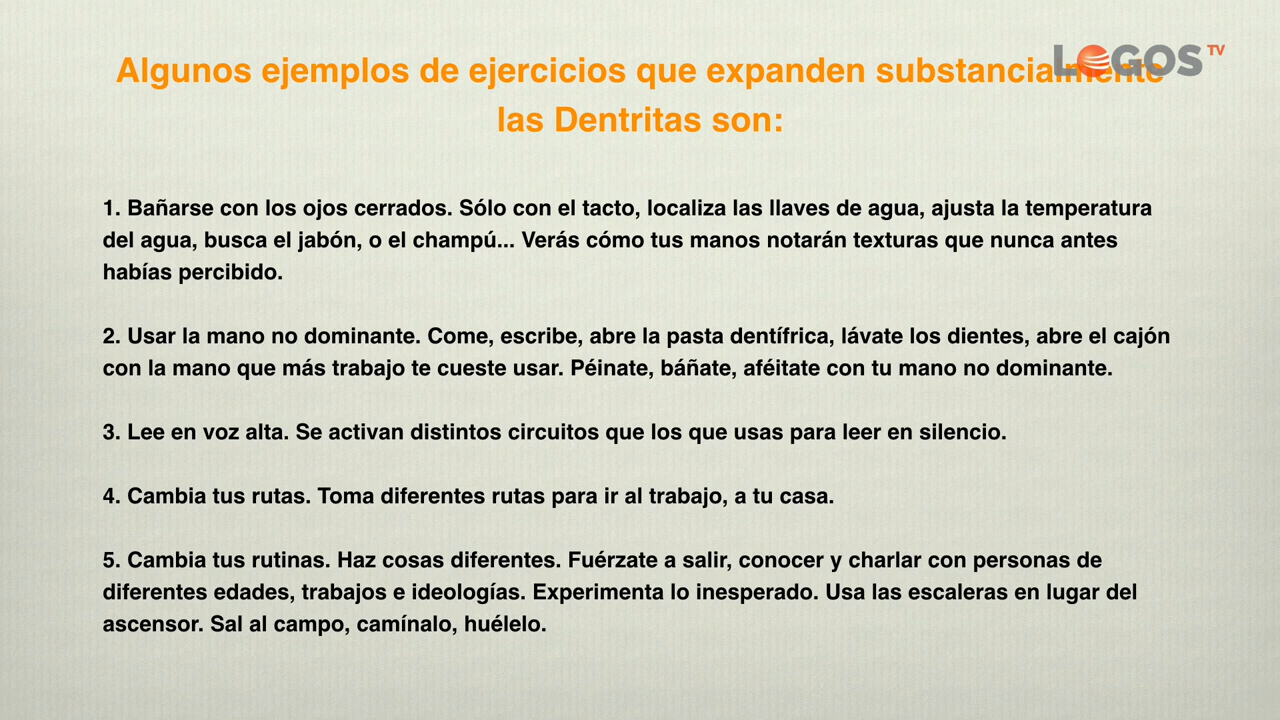 Algunos ejemplos de ejercicios que expanden substancialmente
las Dentritas son:
LOGOS TV
1. Bañarse con los ojos cerrados. Sólo con el tacto, localiza las llaves de agua, ajusta la temperatura
del agua, busca el jabón, o el champú... Verás cómo tus manos notarán texturas que nunca antes
habías percibido.
2. Usar la mano no dominante. Come, escribe, abre la pasta dentífrica, lávate los dientes, abre el cajón
con la mano que más trabajo te cueste usar. Péinate, báñate, aféitate con tu mano no dominante.
3. Lee en voz alta. Se activan distintos circuitos que los que usas para leer en silencio.
4. Cambia tus rutas. Toma diferentes rutas para ir al trabajo, a tu casa.
5. Cambia tus rutinas. Haz cosas diferentes. Fuérzate a salir, conocer y charlar con personas de
diferentes edades, trabajos e ideologías. Experimenta lo inesperado. Usa las escaleras en lugar del
ascensor. Sal al campo, camínalo, huélelo.